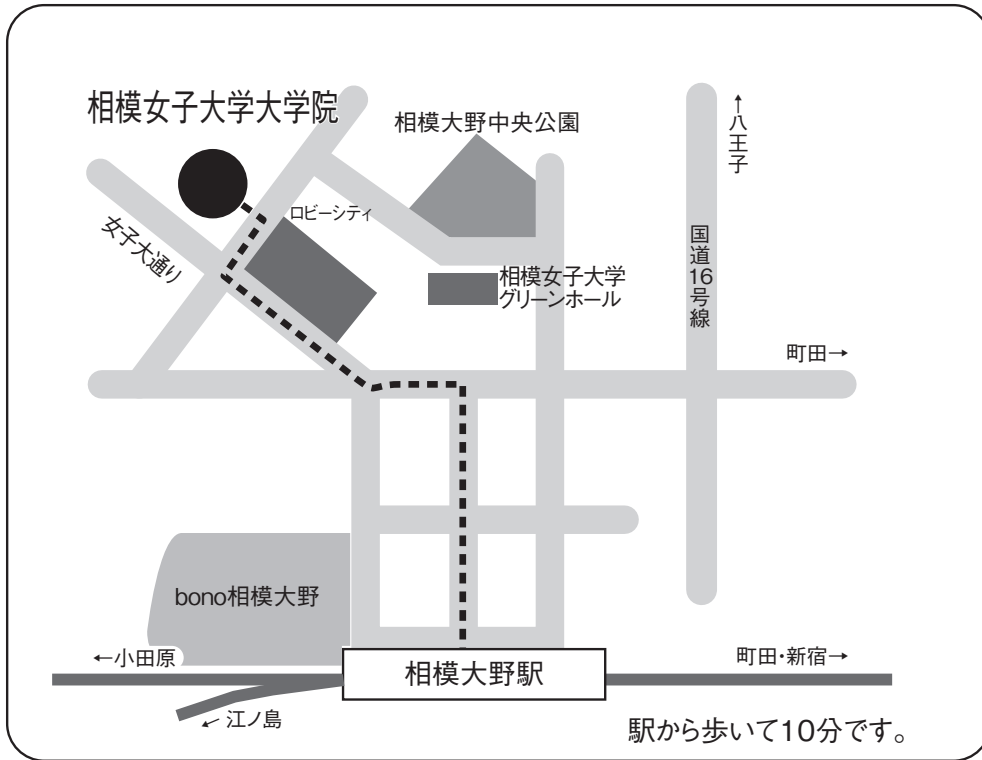 相模女子大学大学院
相模大野中央公園
↑八王子
ロビーシティ
女子大通り
国道16号線
相模女子大学
グリーンホール
町田→
bono相模大野
←小田原
相模大野駅
町田・新宿→
↙江ノ島
駅から歩いて10分です。